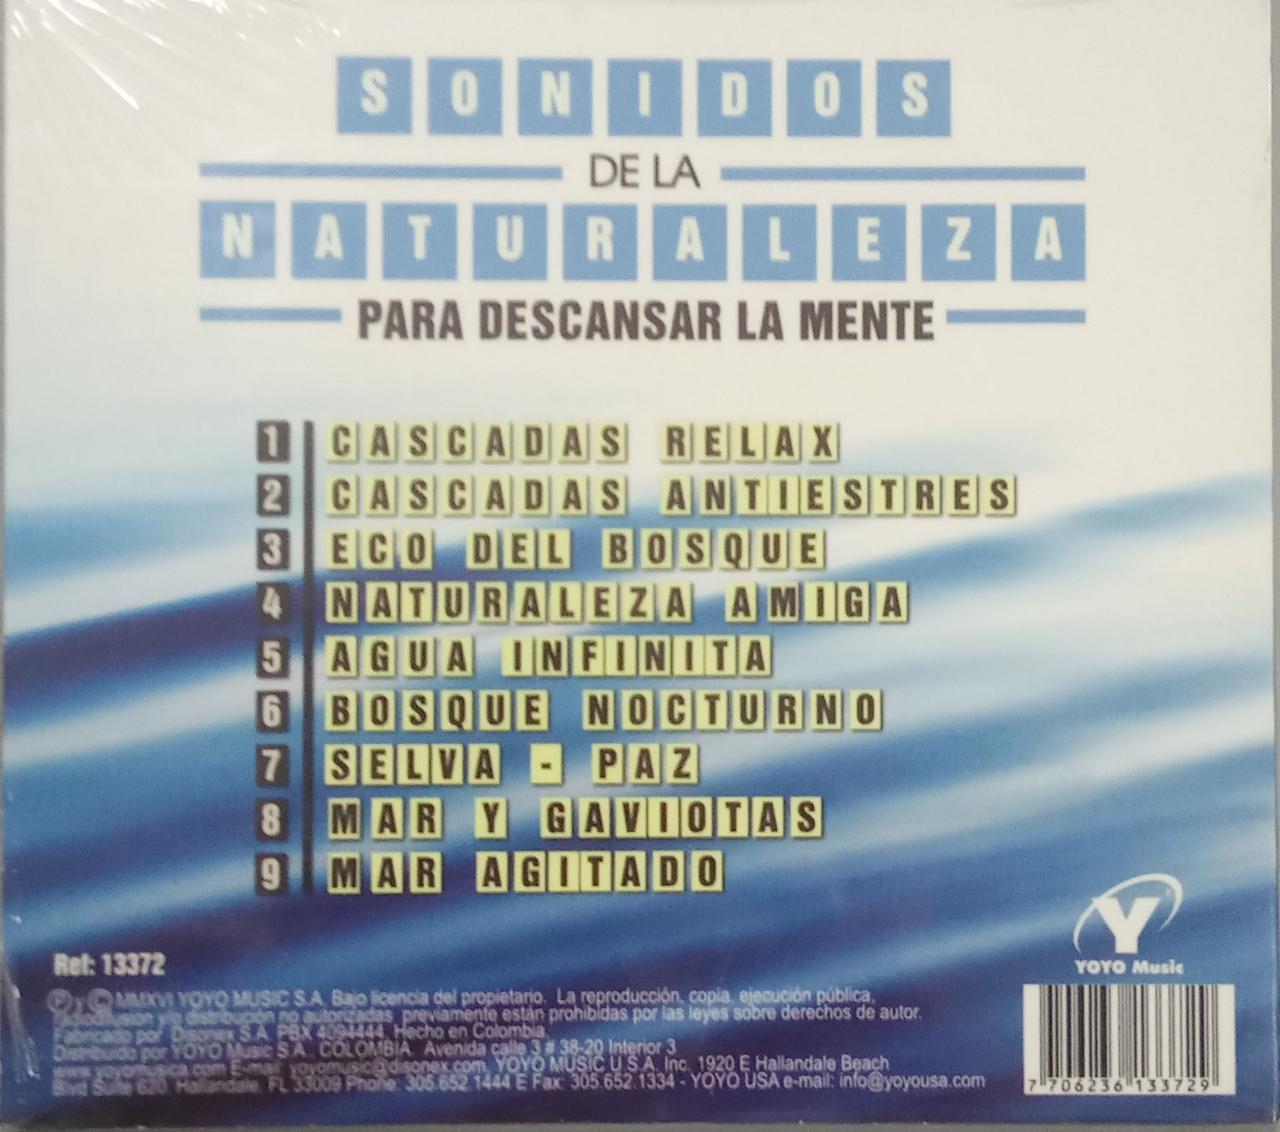 SONIDOS
DE LA
NATURALEZA
PARA DESCANSAR LA MENTE
1 CASCADAS RELAX
2 CASCADAS ANTIESTRES
3 ECO DEL BOSQUE
4 NATURALEZA AMIGA
5 AGUA INFINITA
6 BOSQUE NOCTURNO
7 SELVA - PAZ
8 MAR Y GAVIOTAS
9 MAR AGITADO
Y
YOYO Music
Ref: 13372
Ⓟ y Ⓒ MMXVI YOYO MUSIC S.A. Bajo licencia del propietario. La reproducción, copia, ejecución pública,
y/o distribución no autorizadas, previamente están prohibidas por las leyes sobre derechos de autor.
Fabricado por: Disonex S.A. PBX 4094444. Hecho en Colombia.
Distribuido por YOYO Music S.A. COLOMBIA. Avenida calle 3 # 38-20 Interior 3
www.yoyomusica.com E-mail: yoyomusic@disonex.com. YOYO MUSIC U.S.A. Inc. 1920 E Hallandale Beach
Blvd Suite 620, Hallandale, FL 33009 Phone: 305.652.1444 E Fax: 305.652.1334 - YOYO USA e-mail: info@yoyousa.com
7 706236 133729